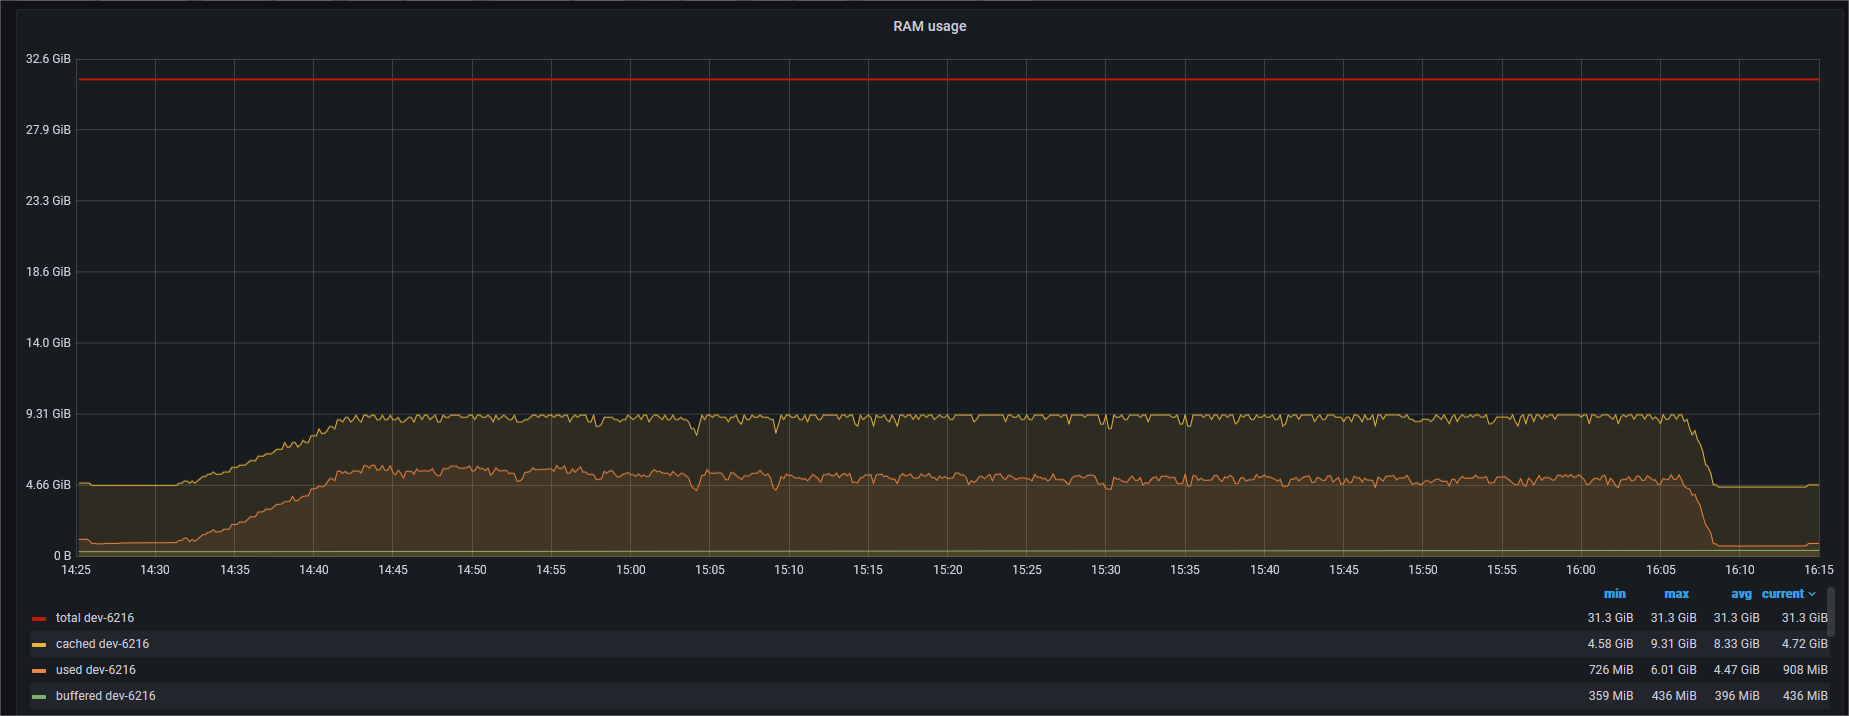 RAM usage
32.6 GiB
27.9 GiB
23.3 GiB
18.6 GiB
14.0 GiB
9.31 GiB
4.66 GiB
0 B
14:25 14:30 14:35 14:40 14:45 14:50 14:55 15:00 15:05 15:10 15:15 15:20 15:25 15:30 15:35 15:40 15:45 15:50 15:55 16:00 16:05 16:10 16:15
min max avg current
total dev-6216 31.3 GiB 31.3 GiB 31.3 GiB 31.3 GiB
cached dev-6216 4.58 GiB 9.31 GiB 8.33 GiB 4.72 GiB
used dev-6216 726 MiB 6.01 GiB 4.47 GiB 908 MiB
buffered dev-6216 359 MiB 436 MiB 396 MiB 436 MiB